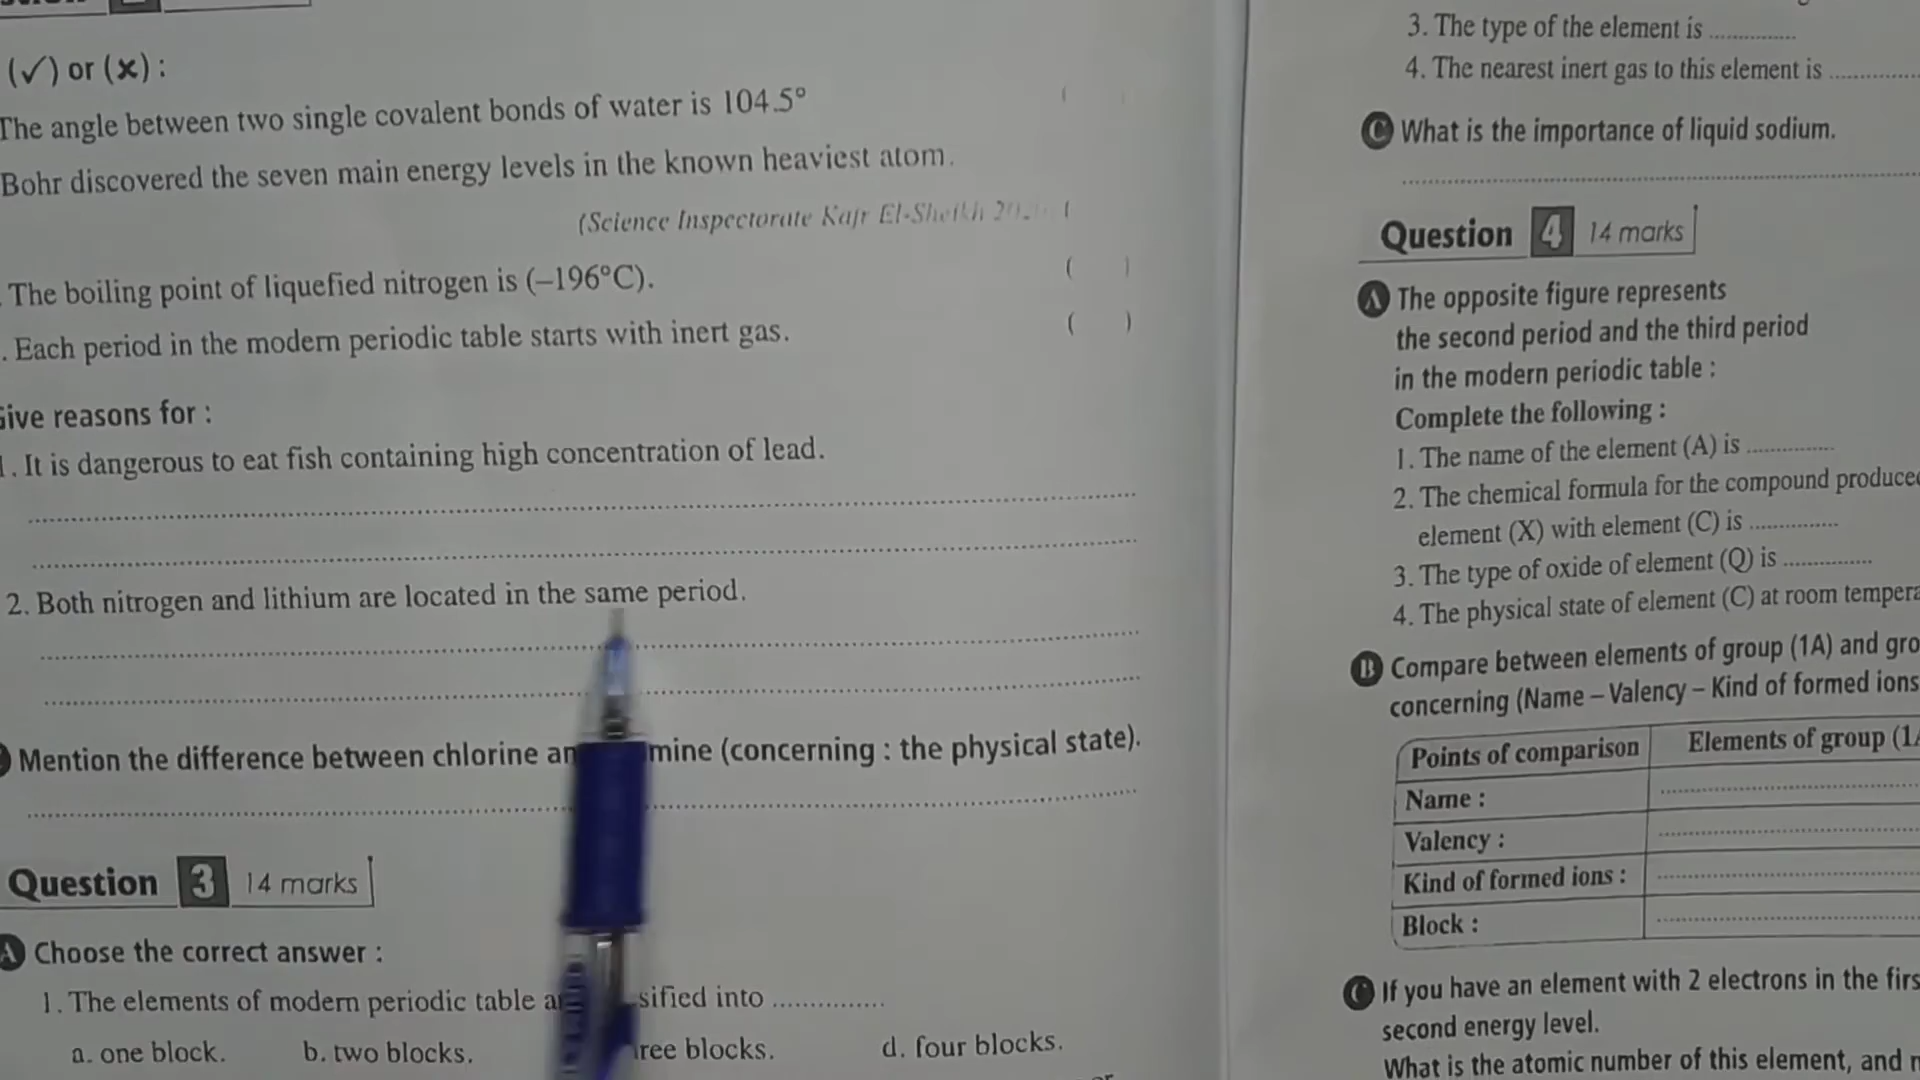 (✓) or (✗) :
The angle between two single covalent bonds of water is 104.5° ( )
Bohr discovered the seven main energy levels in the known heaviest atom.
(Science Inspectorate Kafr El-Sheikh (
. The boiling point of liquefied nitrogen is (–196°C). ( )
. Each period in the modern periodic table starts with inert gas. ( )
Give reasons for :
1. It is dangerous to eat fish containing high concentration of lead.
2. Both nitrogen and lithium are located in the same period.
Mention the difference between chlorine an mine (concerning : the physical state).
Question 3 14 marks
A Choose the correct answer :
1. The elements of modern periodic table a sified into ...............
a. one block. b. two blocks. ree blocks. d. four blocks.
3. The type of the element is ...............
4. The nearest inert gas to this element is ...............
C What is the importance of liquid sodium.
Question 4 14 marks
A The opposite figure represents
the second period and the third period
in the modern periodic table :
Complete the following :
1. The name of the element (A) is ...............
2. The chemical formula for the compound produced
element (X) with element (C) is ...............
3. The type of oxide of element (Q) is ...............
4. The physical state of element (C) at room tempera
B Compare between elements of group (1A) and gro
concerning (Name – Valency – Kind of formed ions
Points of comparison Elements of group (1A
Name :
Valency :
Kind of formed ions :
Block :
C If you have an element with 2 electrons in the firs
second energy level.
What is the atomic number of this element, and